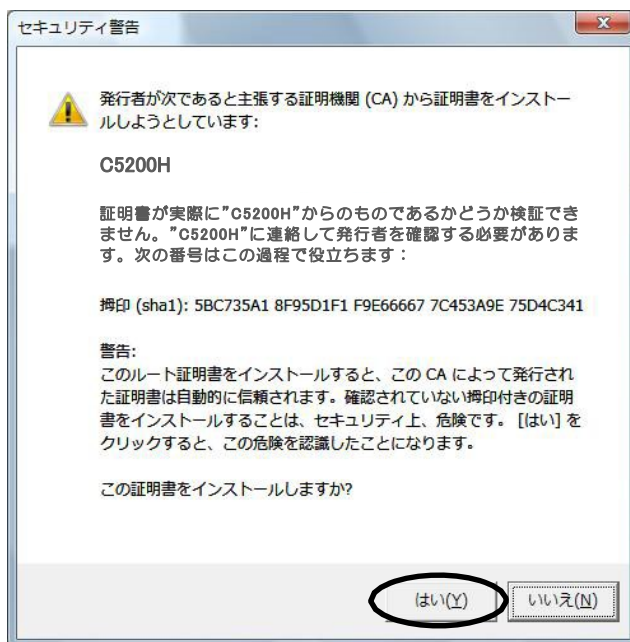 セキュリティ警告
発行者が次であると主張する証明機関 (CA) から証明書をインストー
ルしようとしています:
C5200H
証明書が実際に”C5200H”からのものであるかどうか検証でき
ません。”C5200H”に連絡して発行者を確認する必要がありま
す。次の番号はこの過程で役立ちます：
拇印 (sha1): 5BC735A1 8F95D1F1 F9E66667 7C453A9E 75D4C341
警告:
このルート証明書をインストールすると、この CA によって発行され
た証明書は自動的に信頼されます。確認されていない拇印付きの証明
書をインストールすることは、セキュリティ上、危険です。 [はい] を
クリックすると、この危険を認識したことになります。
この証明書をインストールしますか?
はい(Y)
いいえ(N)